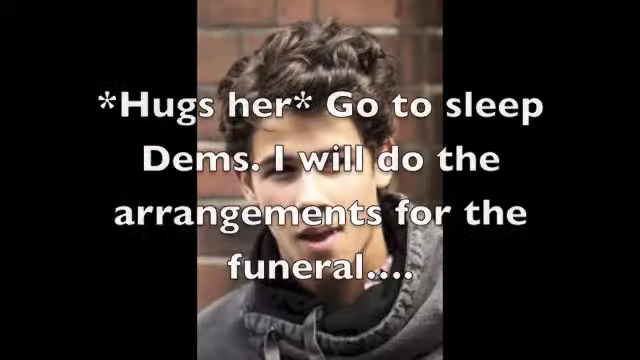 *Hugs her* Go to sleep
Dems. I will do the
arrangements for the
funeral....